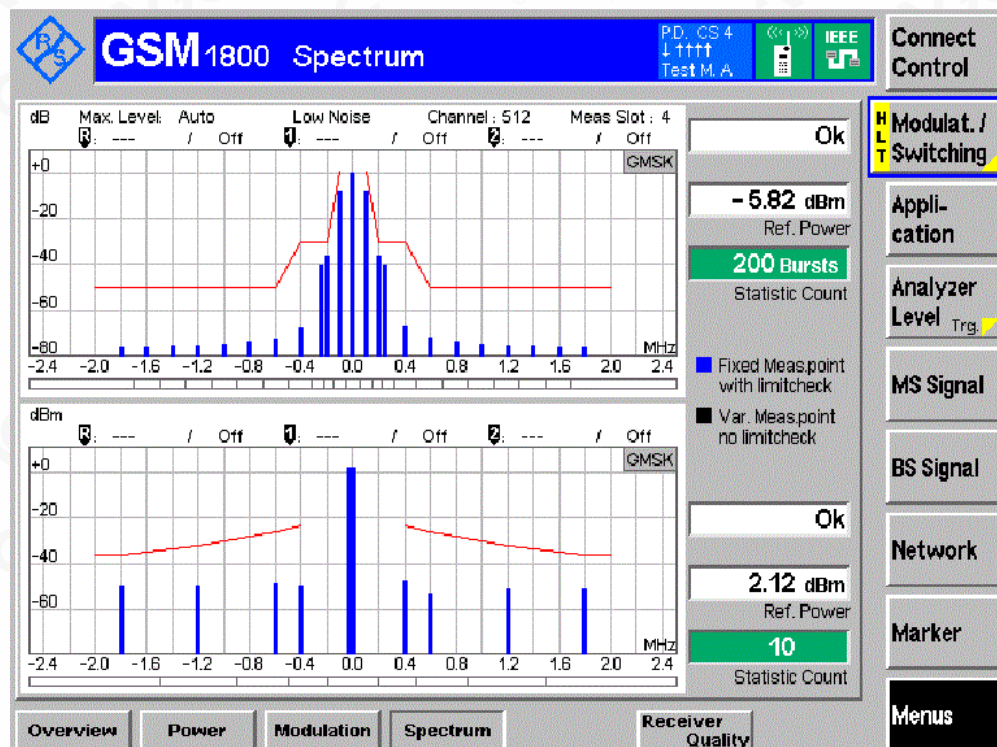 R/S
GSM 1800 Spectrum
P.D. CS 4
↓ ↑↑↑↑
Test M. A.
IEEE
Connect Control
dB Max. Level: Auto Low Noise Channel : 512 Meas Slot : 4
R: --- / Off 1: --- / Off 2: --- / Off
GMSK
+0
-20
-40
-60
-80
MHz
-2.4 -2.0 -1.6 -1.2 -0.8 -0.4 0.0 0.4 0.8 1.2 1.6 2.0 2.4
Ok
-5.82 dBm
Ref. Power
200 Bursts
Statistic Count
Fixed Meas.point
with limitcheck
Var. Meas.point
no limitcheck
HLT
Modulat. /
Switching
Appli-
cation
Analyzer
Level Trg.
MS Signal
BS Signal
dBm
R: --- / Off 1: --- / Off 2: --- / Off
GMSK
+0
-20
-40
-60
MHz
-2.4 -2.0 -1.6 -1.2 -0.8 -0.4 0.0 0.4 0.8 1.2 1.6 2.0 2.4
Ok
2.12 dBm
Ref. Power
10
Statistic Count
Network
Marker
Menus
Overview
Power
Modulation
Spectrum
Receiver
Quality